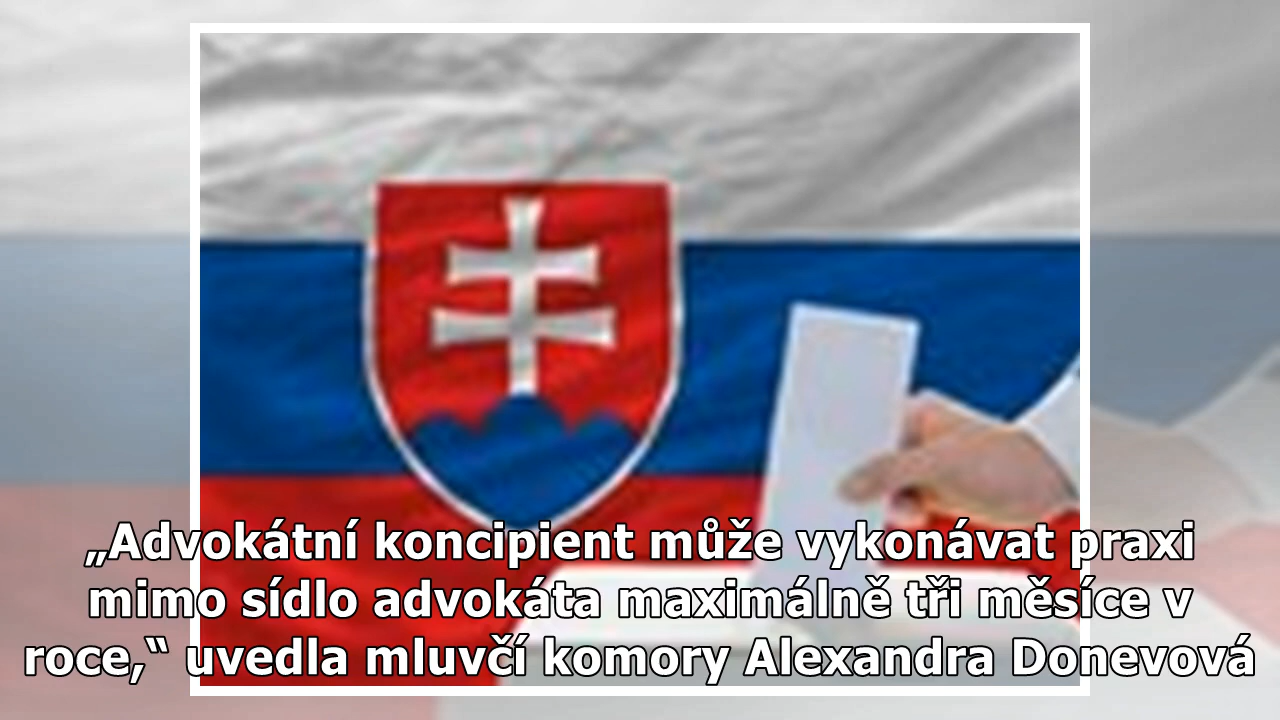 „Advokátní koncipient může vykonávat praxi
mimo sídlo advokáta maximálně tři měsíce v
roce,“ uvedla mluvčí komory Alexandra Donevová